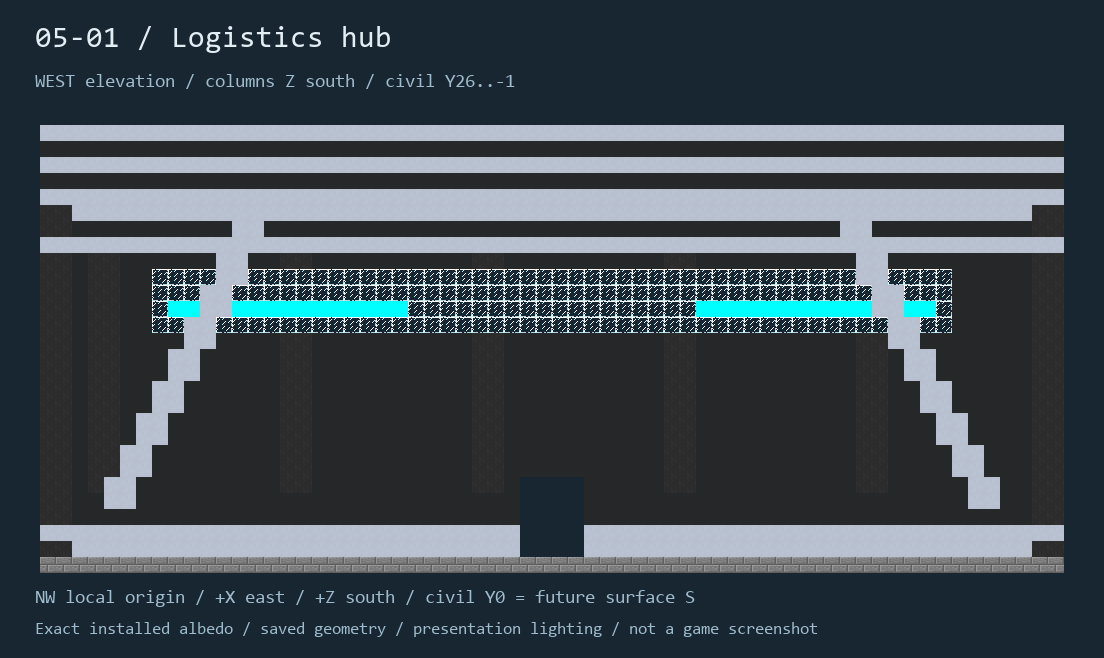 05-01 / Logistics hub
WEST elevation / columns Z south / civil Y26..-1
NW local origin / +X east / +Z south / civil Y0 = future surface S
Exact installed albedo / saved geometry / presentation lighting / not a game screenshot